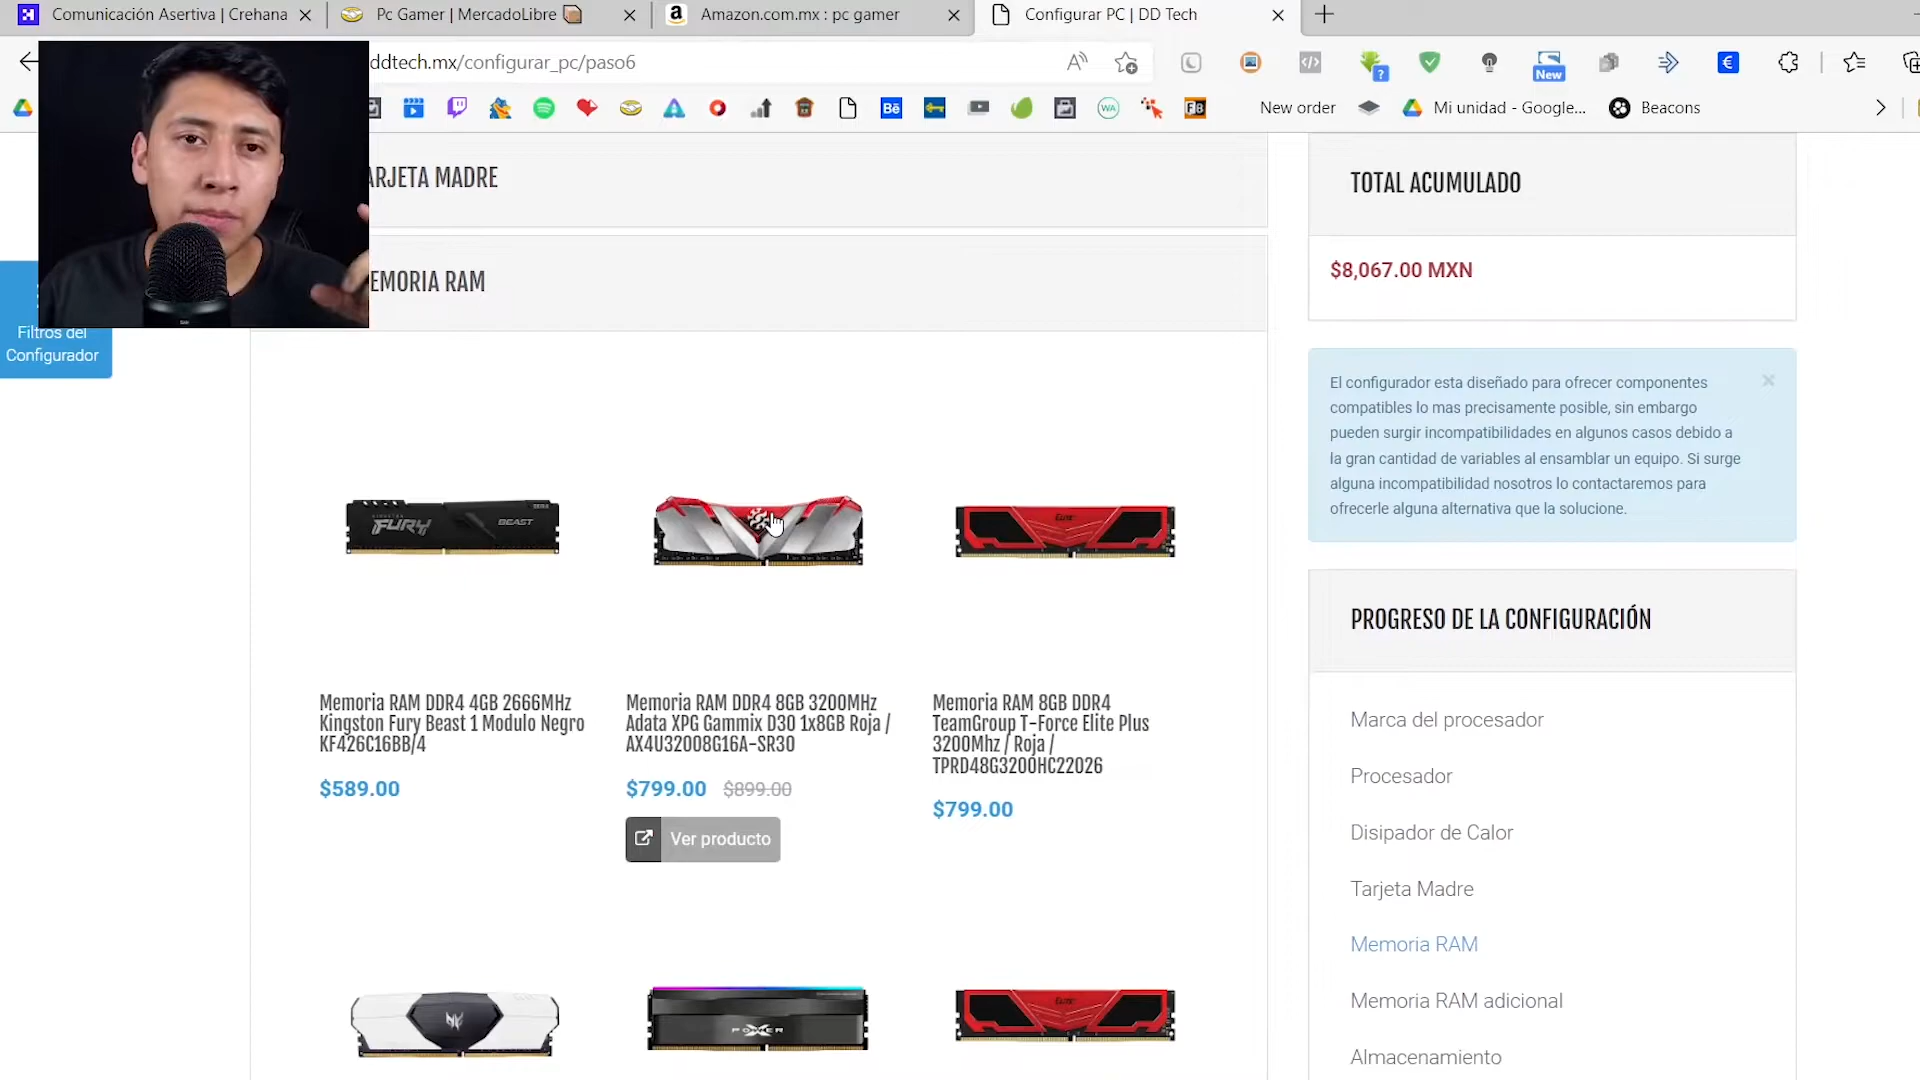 Comunicación Asertiva | Crehana
Pc Gamer | MercadoLibre
Amazon.com.mx : pc gamer
Configurar PC | DD Tech
ddtech.mx/configurar_pc/paso6
New
New order
Mi unidad - Google...
Beacons
ARJETA MADRE
EMORIA RAM
Filtros del
Configurador
FURY
BEAST
Memoria RAM DDR4 4GB 2666MHz
Kingston Fury Beast 1 Modulo Negro
KF426C16BB/4
$589.00
Memoria RAM DDR4 8GB 3200MHz
Adata XPG Gammix D30 1x8GB Roja /
AX4U32008G16A-SR30
$799.00 $899.00
Ver producto
Memoria RAM 8GB DDR4
TeamGroup T-Force Elite Plus
3200Mhz / Roja /
TPRD48G3200HC22026
$799.00
TOTAL ACUMULADO
$8,067.00 MXN
El configurador esta diseñado para ofrecer componentes
compatibles lo mas precisamente posible, sin embargo
pueden surgir incompatibilidades en algunos casos debido a
la gran cantidad de variables al ensamblar un equipo. Si surge
alguna incompatibilidad nosotros lo contactaremos para
ofrecerle alguna alternativa que la solucione.
PROGRESO DE LA CONFIGURACIÓN
Marca del procesador
Procesador
Disipador de Calor
Tarjeta Madre
Memoria RAM
Memoria RAM adicional
Almacenamiento